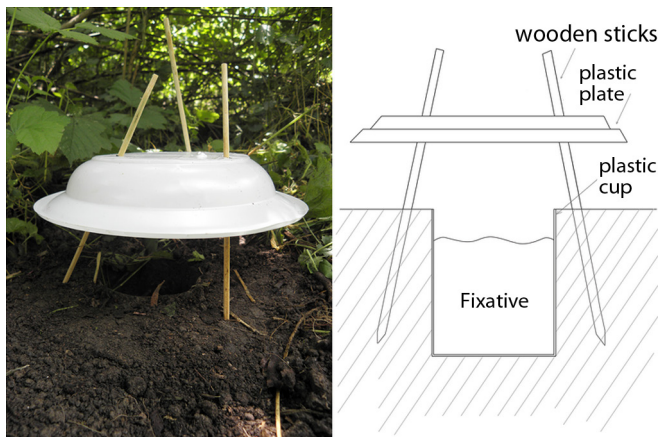 wooden sticks
plastic
plate
plastic
cup
Fixative